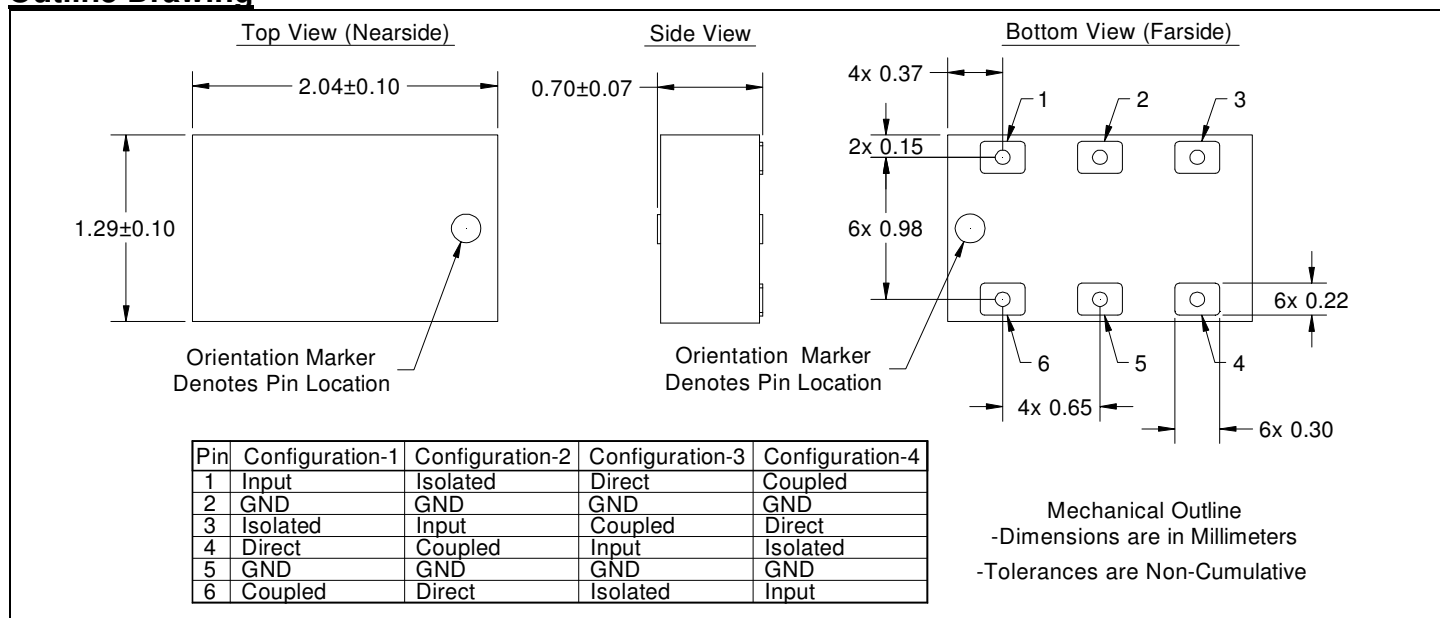 Outline Drawing
Top View (Nearside)
Side View
Bottom View (Farside)
2.04±0.10
0.70±0.07
4x 0.37
1
2
3
2x 0.15
1.29±0.10
6x 0.98
6x 0.22
Orientation Marker
Denotes Pin Location
Orientation Marker
Denotes Pin Location
6
5
4
4x 0.65
6x 0.30
Pin Configuration-1 Configuration-2 Configuration-3 Configuration-4
1 Input Isolated Direct Coupled
2 GND GND GND GND
3 Isolated Input Coupled Direct
4 Direct Coupled Input Isolated
5 GND GND GND GND
6 Coupled Direct Isolated Input
Mechanical Outline
-Dimensions are in Millimeters
-Tolerances are Non-Cumulative